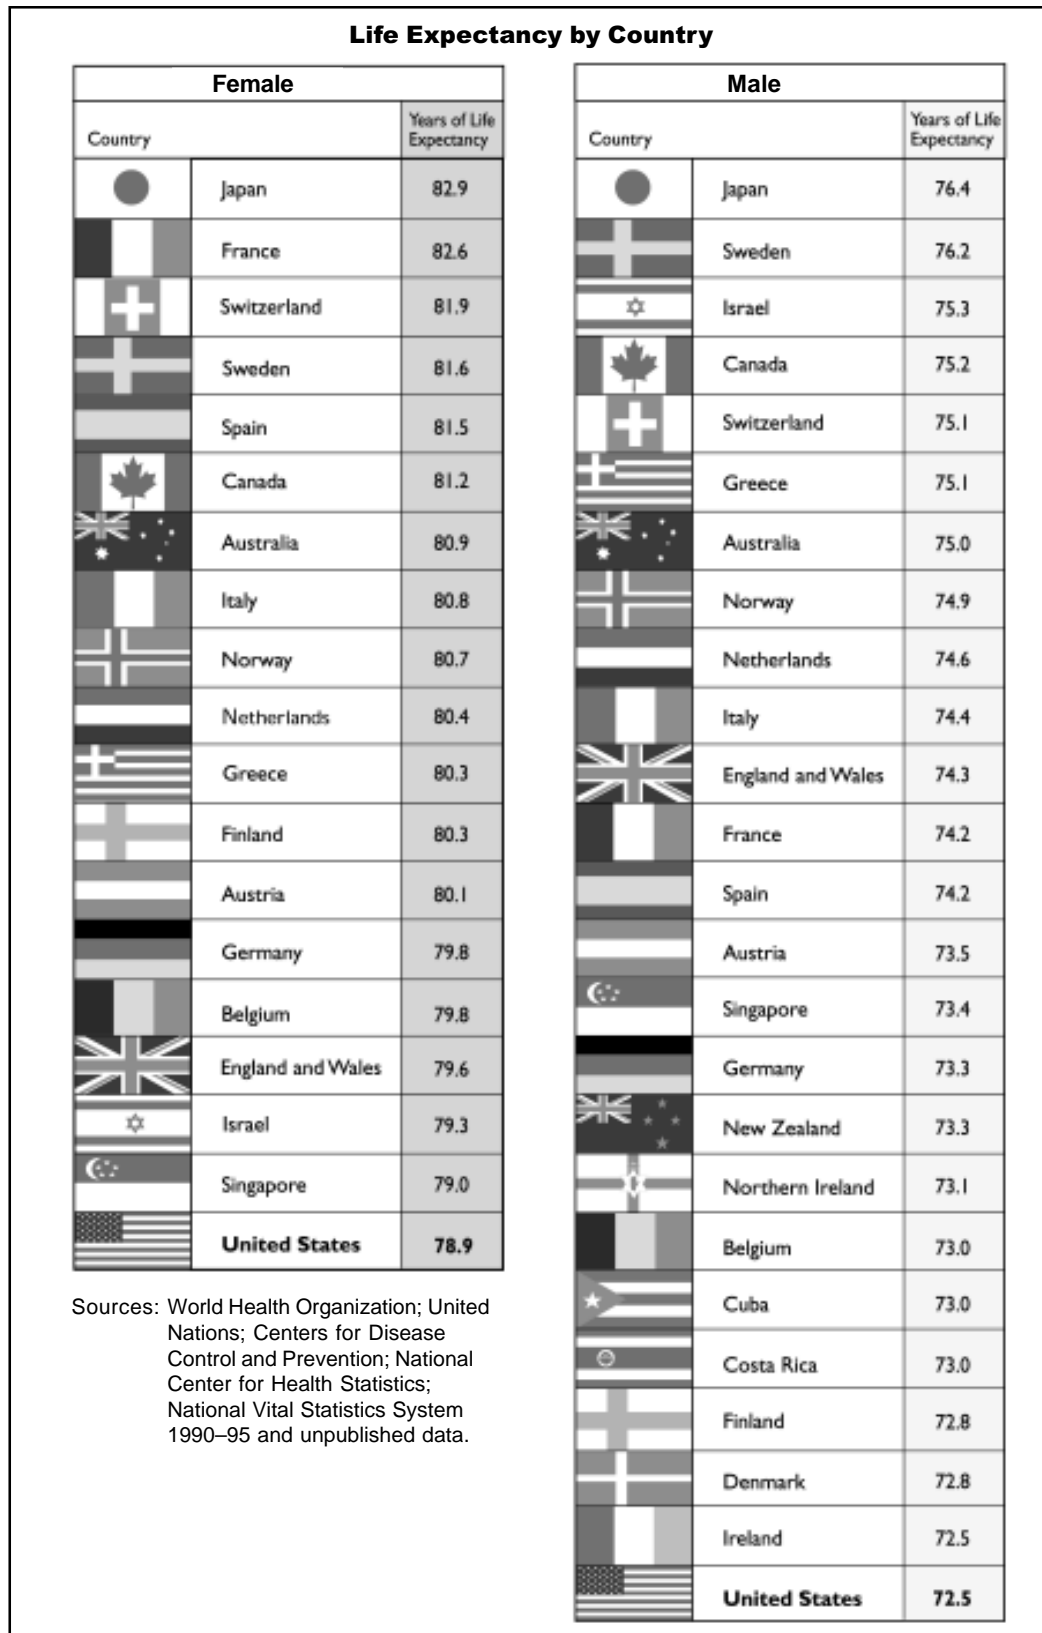 Life Expectancy by Country
Female
Country
Years of Life
Expectancy
Japan 82.9
France 82.6
Switzerland 81.9
Sweden 81.6
Spain 81.5
Canada 81.2
Australia 80.9
Italy 80.8
Norway 80.7
Netherlands 80.4
Greece 80.3
Finland 80.3
Austria 80.1
Germany 79.8
Belgium 79.8
England and Wales 79.6
Israel 79.3
Singapore 79.0
United States 78.9
Sources: World Health Organization; United
Nations; Centers for Disease
Control and Prevention; National
Center for Health Statistics;
National Vital Statistics System
1990–95 and unpublished data.
Male
Country
Years of Life
Expectancy
Japan 76.4
Sweden 76.2
Israel 75.3
Canada 75.2
Switzerland 75.1
Greece 75.1
Australia 75.0
Norway 74.9
Netherlands 74.6
Italy 74.4
England and Wales 74.3
France 74.2
Spain 74.2
Austria 73.5
Singapore 73.4
Germany 73.3
New Zealand 73.3
Northern Ireland 73.1
Belgium 73.0
Cuba 73.0
Costa Rica 73.0
Finland 72.8
Denmark 72.8
Ireland 72.5
United States 72.5